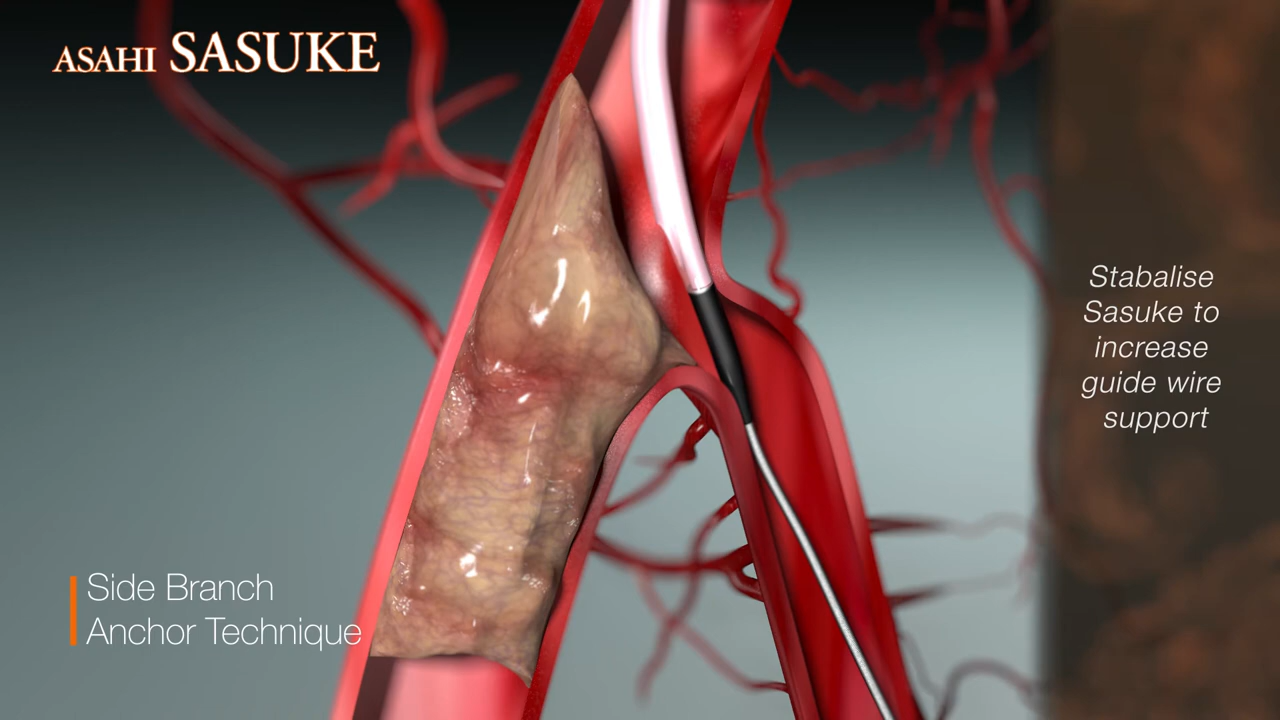 ASAHI SASUKE
Stabalise
Sasuke to
increase
guide wire
support
Side Branch
Anchor Technique